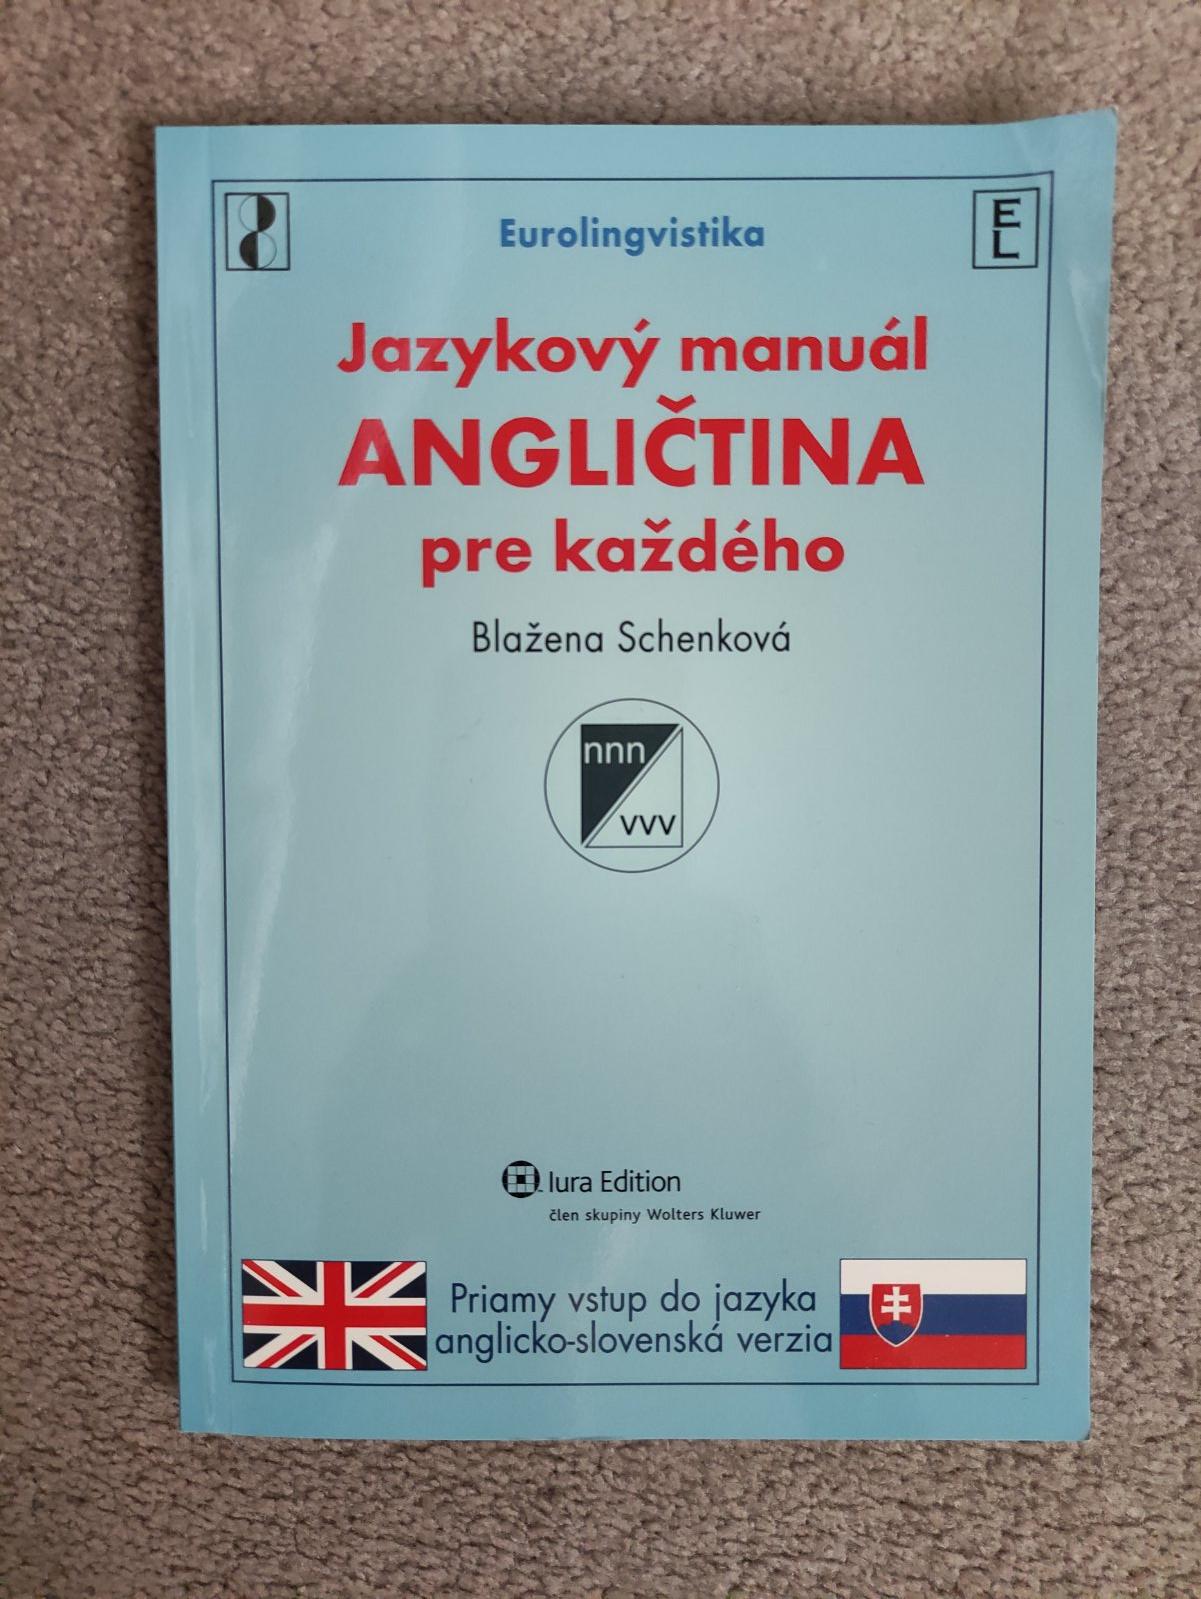 Eurolingvistika
E
L
Jazykový manuál
ANGLIČTINA
pre každého
Blažena Schenková
nnn
vvv
Iura Edition
člen skupiny Wolters Kluwer
Priamy vstup do jazyka
anglicko-slovenská verzia